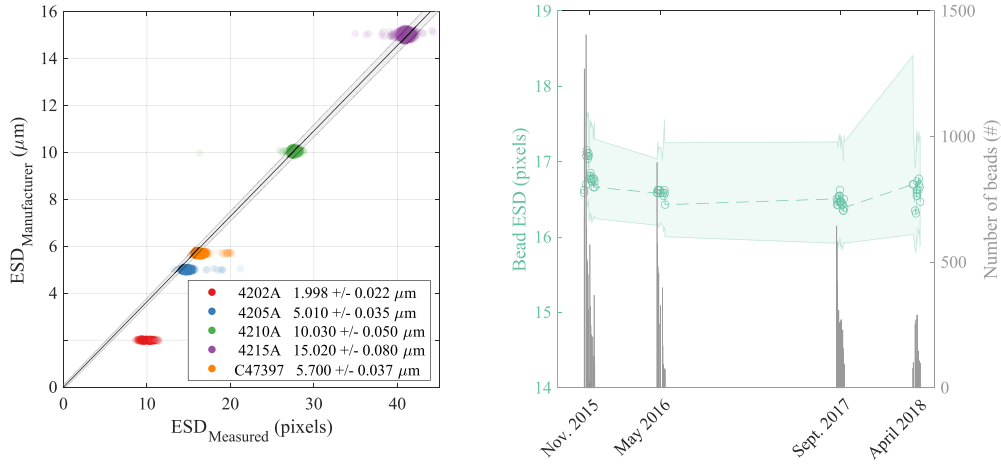 16
14
12
10
8
6
4
2
0
ESD_Manufacturer (μm)
4202A 1.998 +/- 0.022 μm
4205A 5.010 +/- 0.035 μm
4210A 10.030 +/- 0.050 μm
4215A 15.020 +/- 0.080 μm
C47397 5.700 +/- 0.037 μm
0 10 20 30 40
ESD_Measured (pixels)
19
18
17
16
15
14
Bead ESD (pixels)
1500
1000
500
0
Number of beads (#)
Nov. 2015
May 2016
Sept. 2017
April 2018